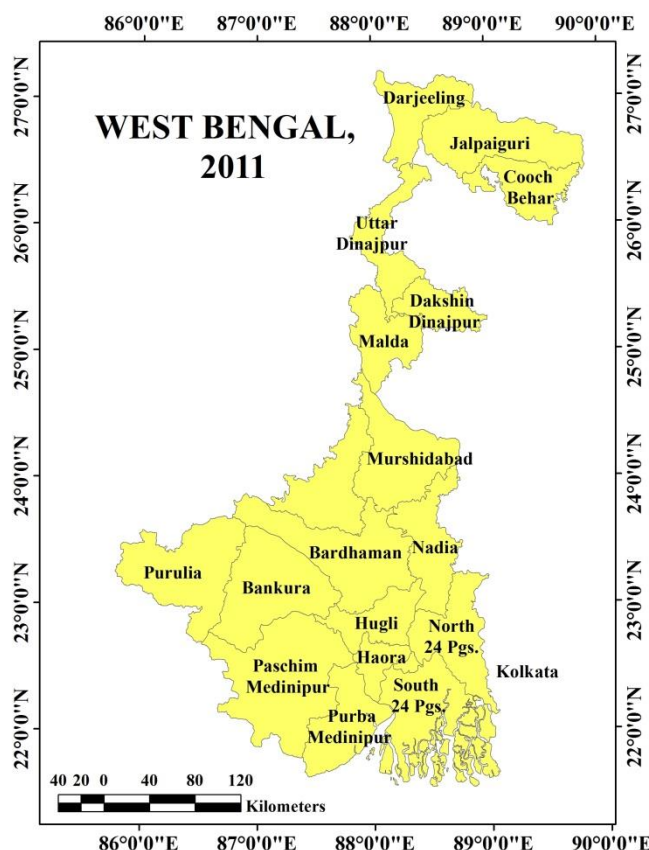 86°0'0"E 87°0'0"E 88°0'0"E 89°0'0"E 90°0'0"E
WEST BENGAL,
2011
27°0'0"N
27°0'0"N
Darjeeling
Jalpaiguri
Cooch
Behar
26°0'0"N
26°0'0"N
Uttar
Dinajpur
Dakshin
Dinajpur
25°0'0"N
25°0'0"N
Malda
24°0'0"N
24°0'0"N
Murshidabad
Bardhaman
Nadia
Purulia
Bankura
23°0'0"N
23°0'0"N
Hugli
North
24 Pgs.
Haora
Kolkata
Paschim
Medinipur
South
24 Pgs.
Purba
Medinipur
22°0'0"N
22°0'0"N
40 20 0 40 80 120
Kilometers
86°0'0"E 87°0'0"E 88°0'0"E 89°0'0"E 90°0'0"E